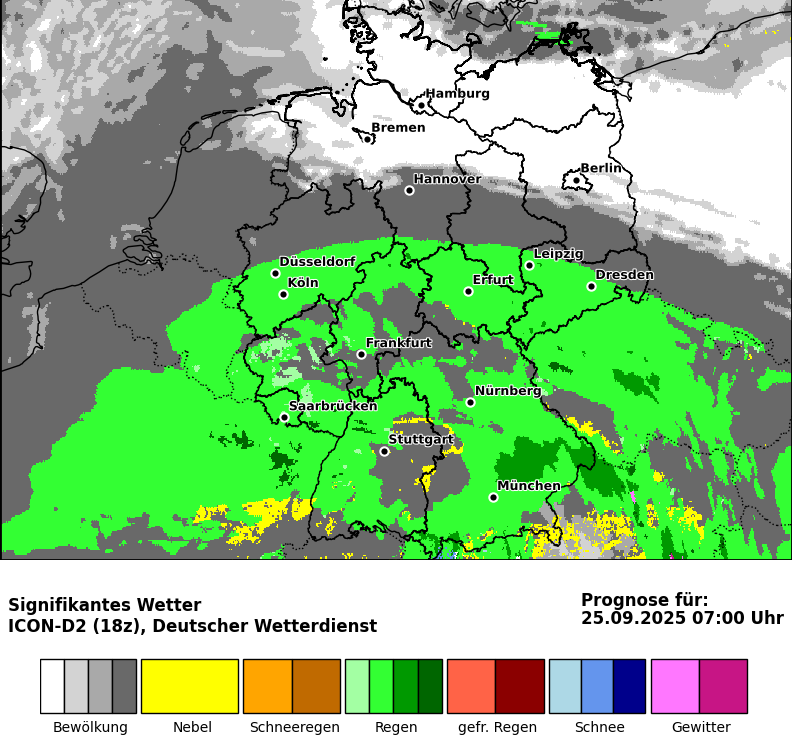 Hamburg
Bremen
Berlin
Hannover
Leipzig
Düsseldorf
Dresden
Köln
Erfurt
Frankfurt
Nürnberg
Saarbrücken
Stuttgart
München
Signifikantes Wetter
ICON-D2 (18z), Deutscher Wetterdienst
Prognose für:
25.09.2025 07:00 Uhr
Bewölkung
Nebel
Schneeregen
Regen
gefr. Regen
Schnee
Gewitter